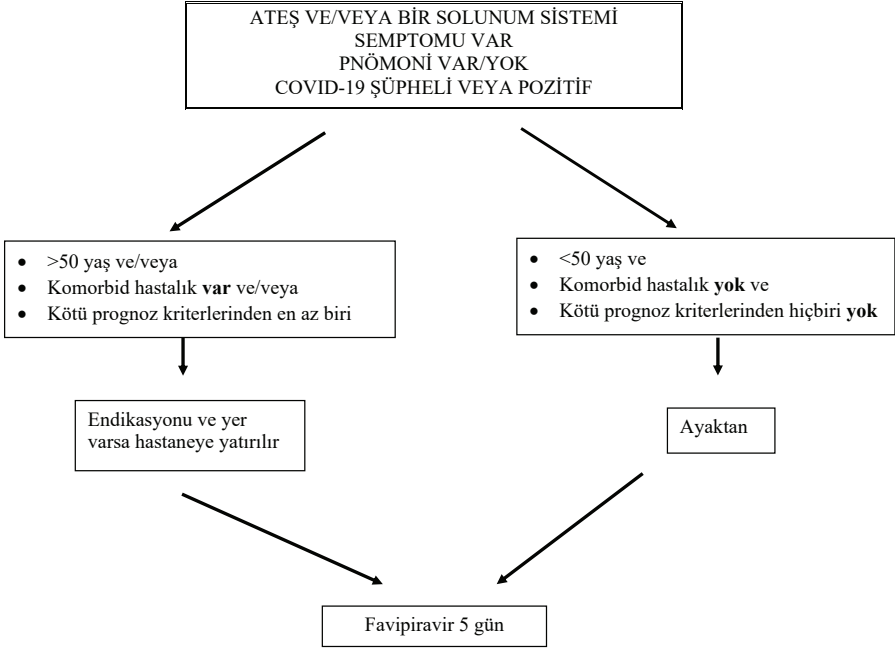 ATEŞ VE/VEYA BİR SOLUNUM SİSTEMİ
SEMPTOMU VAR
PNÖMONİ VAR/YOK
COVID-19 ŞÜPHELİ VEYA POZİTİF
• >50 yaş ve/veya
• Komorbid hastalık var ve/veya
• Kötü prognoz kriterlerinden en az biri
• <50 yaş ve
• Komorbid hastalık yok ve
• Kötü prognoz kriterlerinden hiçbiri yok
Endikasyonu ve yer
varsa hastaneye yatırılır
Ayaktan
Favipiravir 5 gün